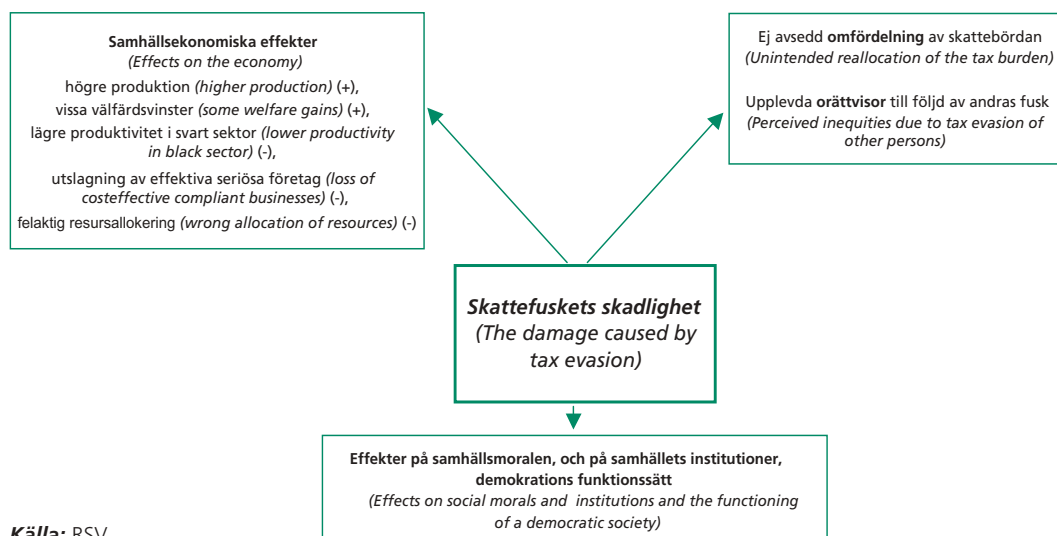 Samhällsekonomiska effekter
(Effects on the economy)
högre produktion (higher production) (+),
vissa välfärdsvinster (some welfare gains) (+),
lägre produktivitet i svart sektor (lower productivity
in black sector) (-),
utslagning av effektiva seriösa företag (loss of
costeffective compliant businesses) (-),
felaktig resursallokering (wrong allocation of resources) (-)
Ej avsedd omfördelning av skattebördan
(Unintended reallocation of the tax burden)
Upplevda orättvisor till följd av andras fusk
(Perceived inequities due to tax evasion of
other persons)
Skattefuskets skadlighet
(The damage caused by
tax evasion)
Effekter på samhällsmoralen, och på samhällets institutioner,
demokrations funktionssätt
(Effects on social morals and institutions and the functioning
of a democratic society)
Källa: RSV